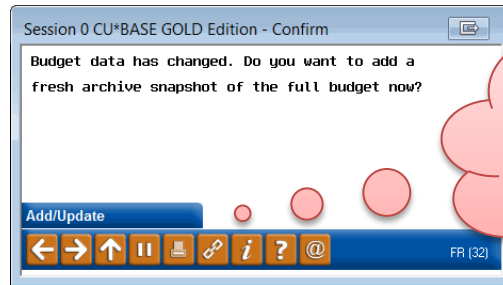 Session 0 CU*BASE GOLD Edition - Confirm
Budget data has changed. Do you want to add a
fresh archive snapshot of the full budget now?
Add/Update
i ? @
FR (32)